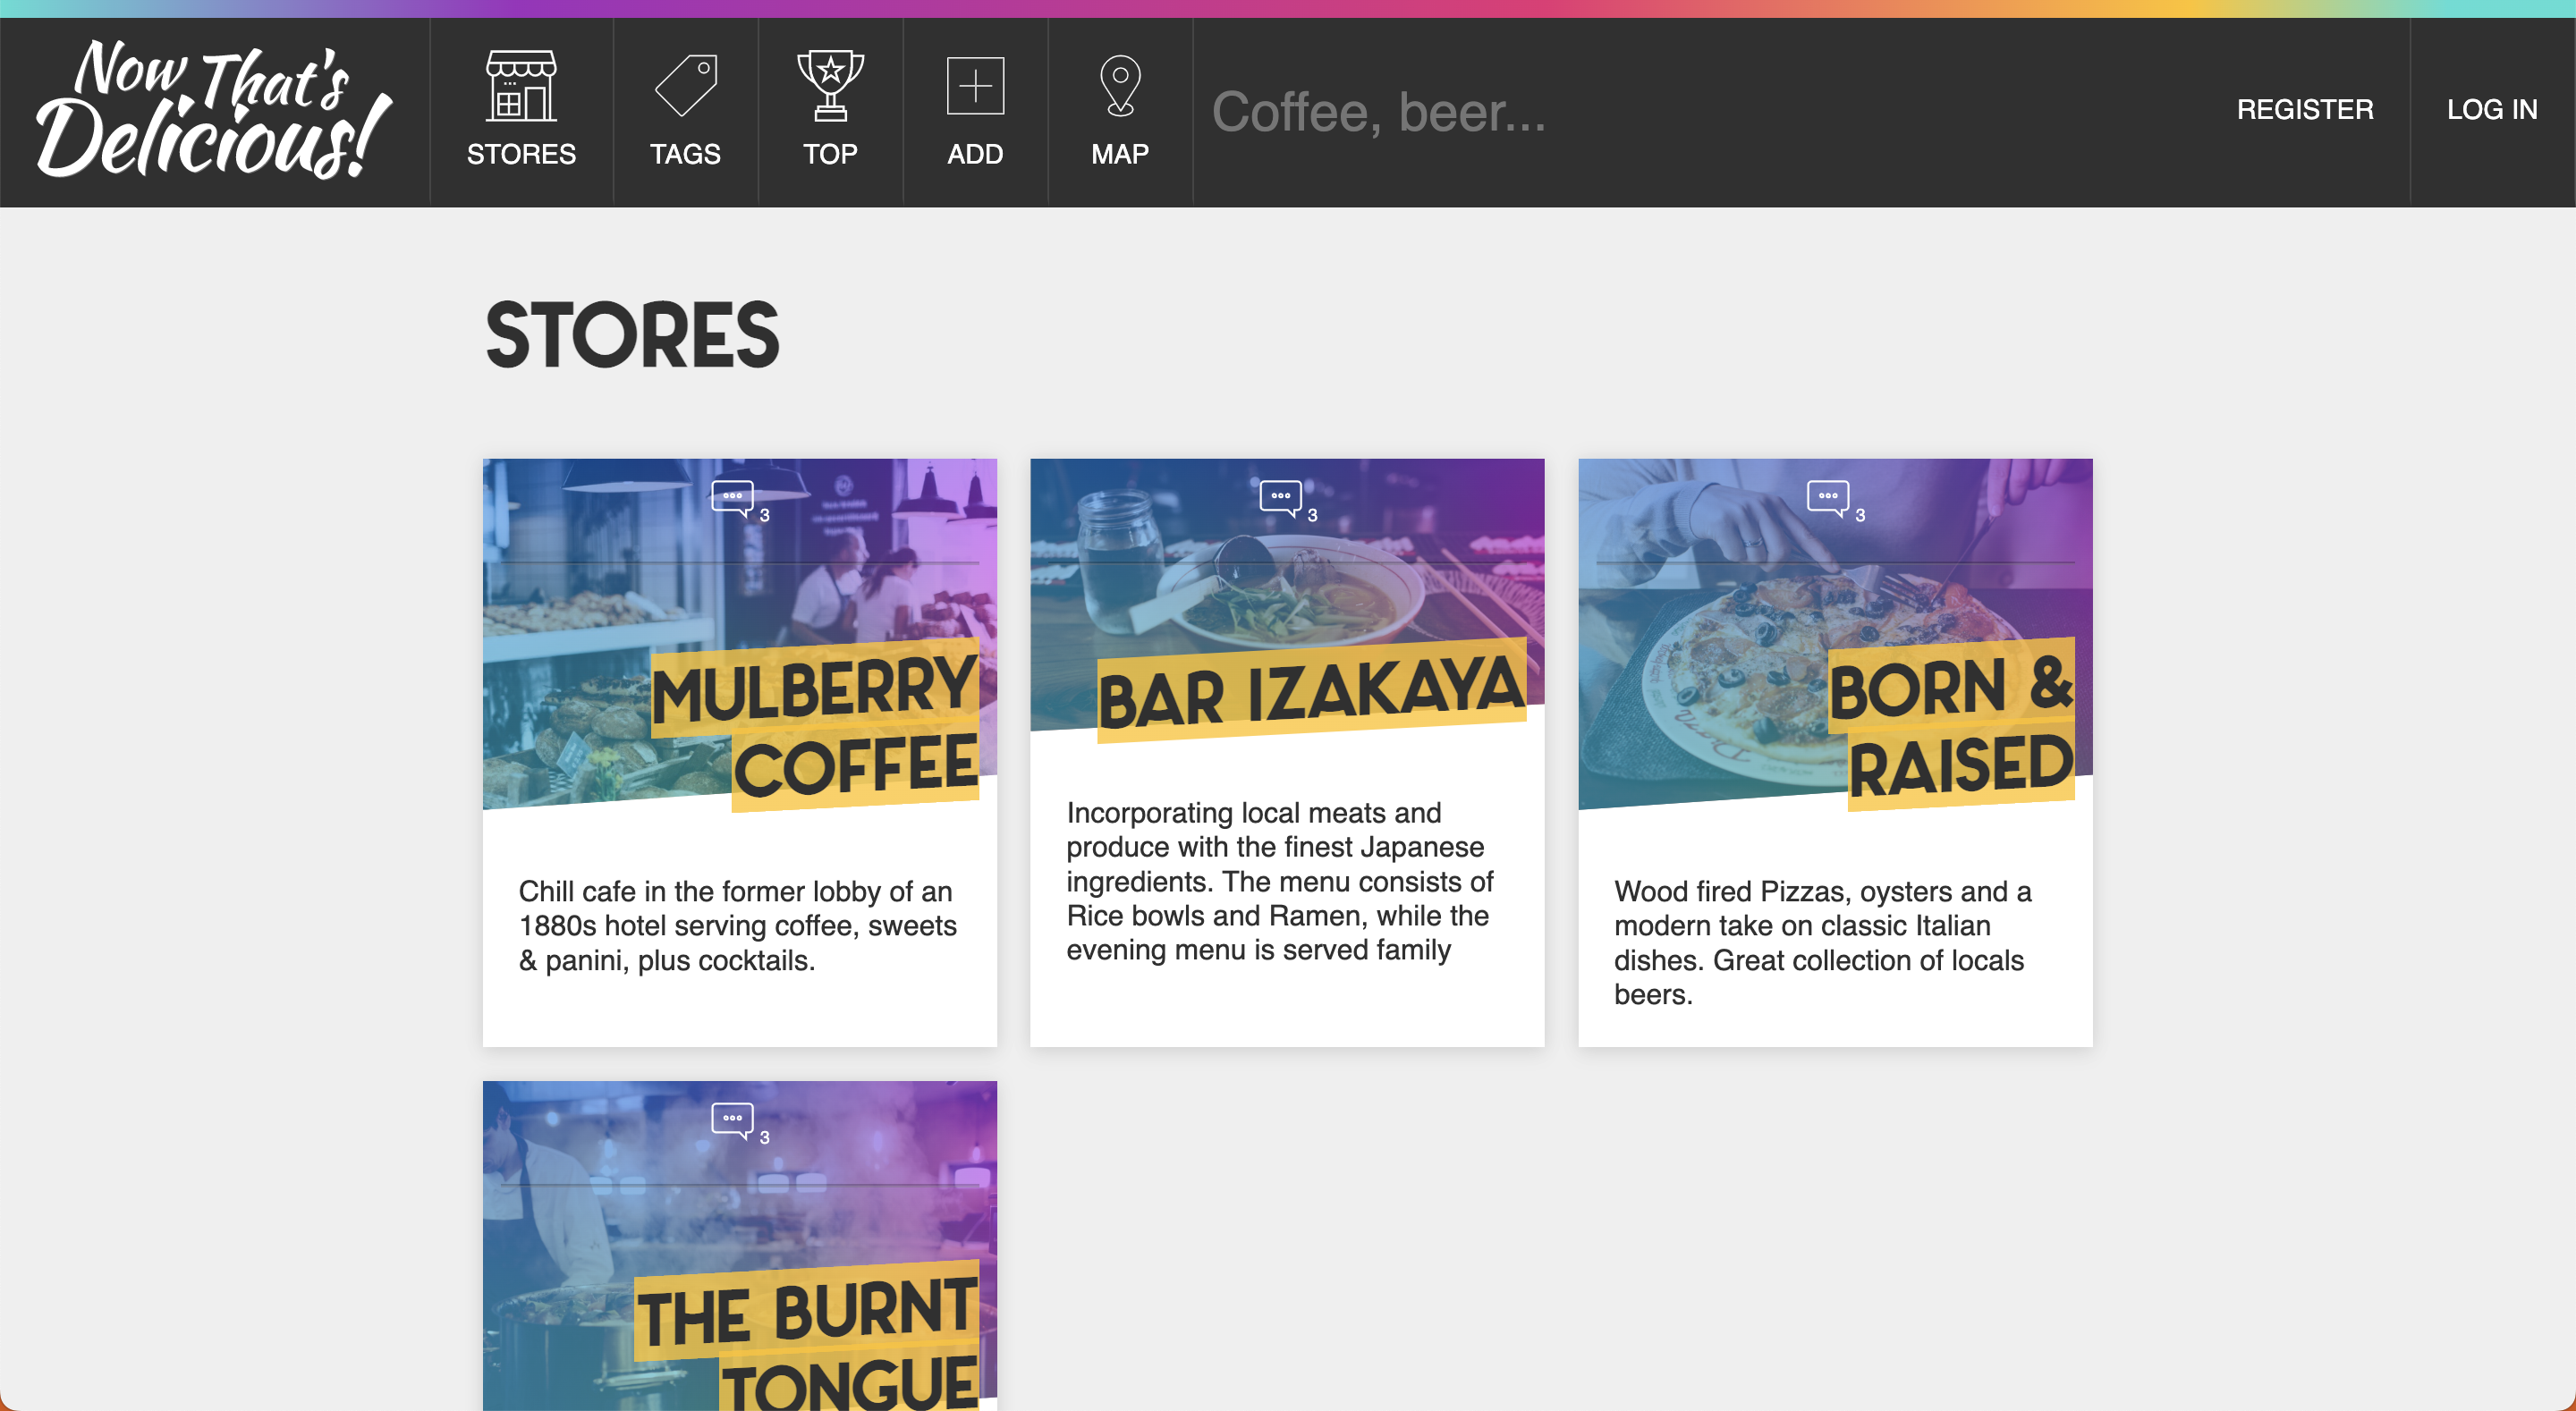 Now That's
Delicious!
STORES
TAGS
TOP
ADD
MAP
Coffee, beer...
REGISTER
LOG IN
STORES
3
MULBERRY
COFFEE
Chill cafe in the former lobby of an
1880s hotel serving coffee, sweets
& panini, plus cocktails.
3
BAR IZAKAYA
Incorporating local meats and
produce with the finest Japanese
ingredients. The menu consists of
Rice bowls and Ramen, while the
evening menu is served family
3
BORN &
RAISED
Wood fired Pizzas, oysters and a
modern take on classic Italian
dishes. Great collection of locals
beers.
3
THE BURNT
TONGUE